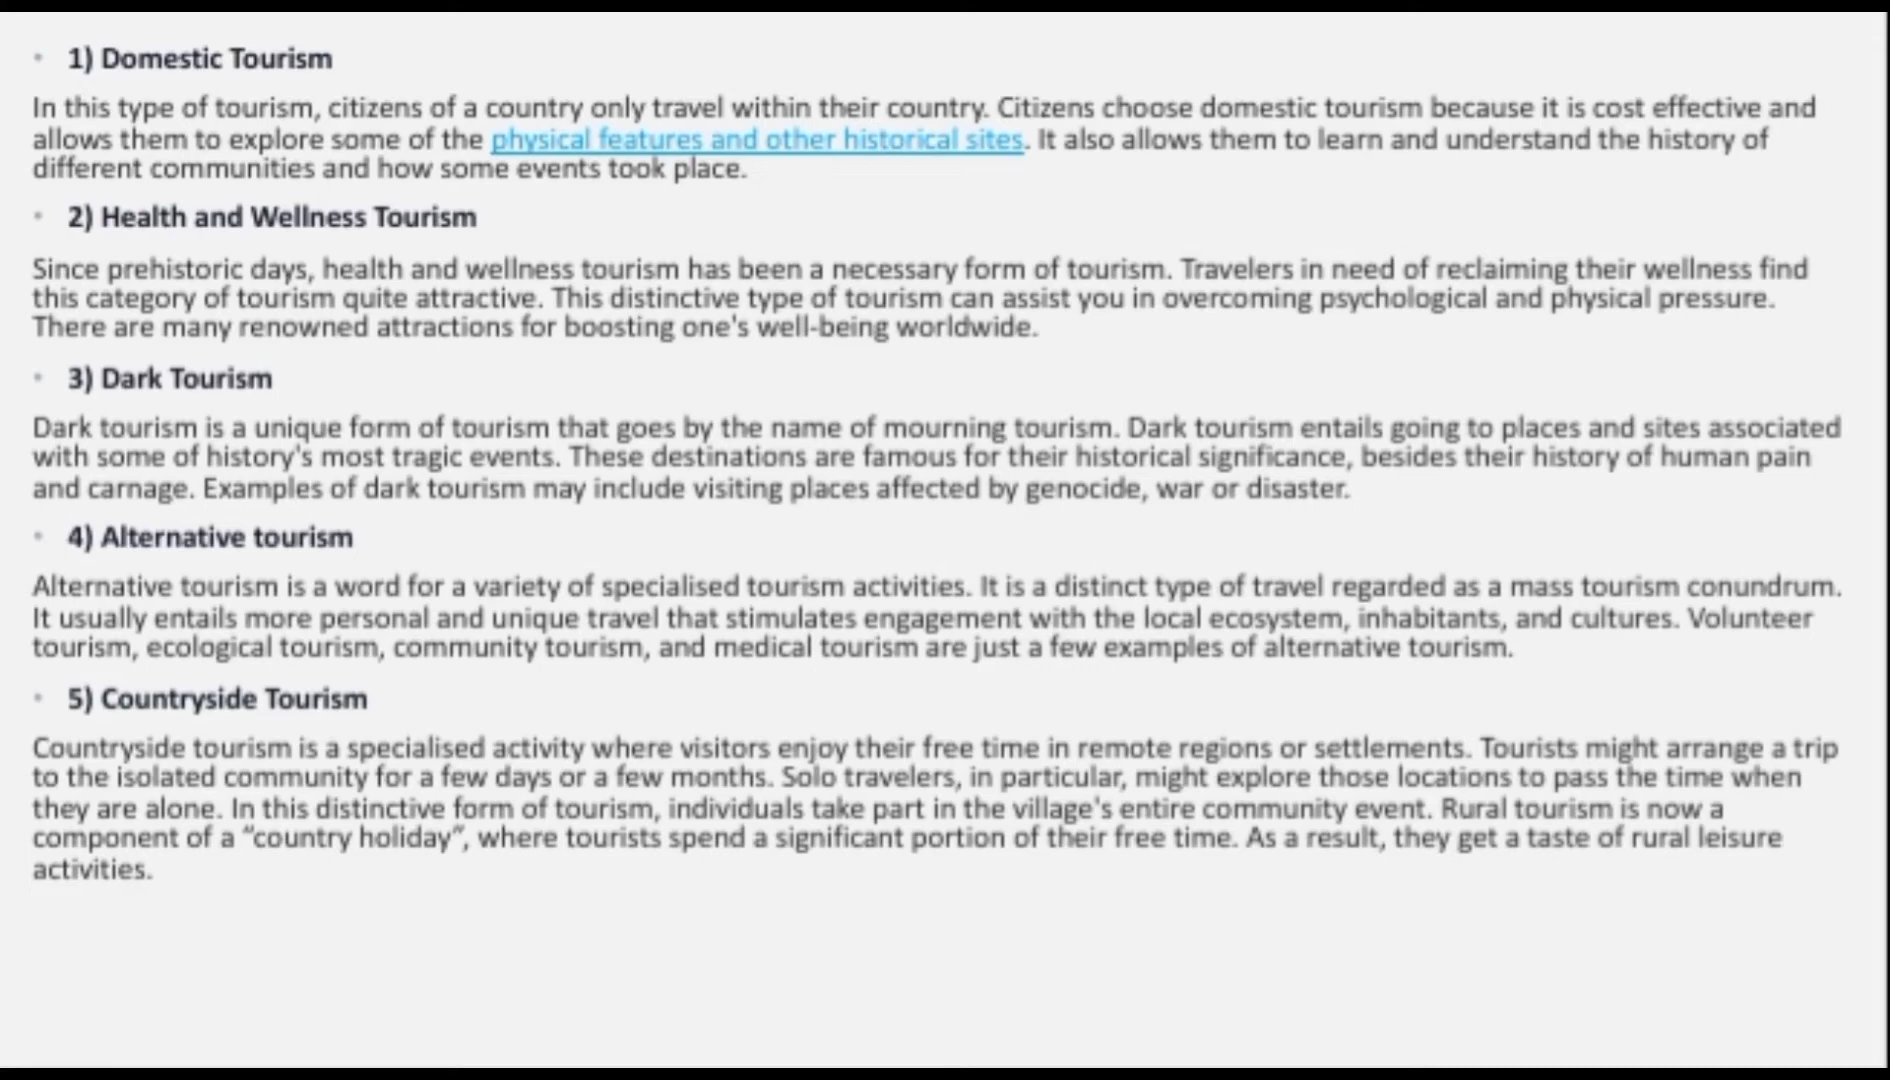 • 1) Domestic Tourism
In this type of tourism, citizens of a country only travel within their country. Citizens choose domestic tourism because it is cost effective and
allows them to explore some of the physical features and other historical sites. It also allows them to learn and understand the history of
different communities and how some events took place.
• 2) Health and Wellness Tourism
Since prehistoric days, health and wellness tourism has been a necessary form of tourism. Travelers in need of reclaiming their wellness find
this category of tourism quite attractive. This distinctive type of tourism can assist you in overcoming psychological and physical pressure.
There are many renowned attractions for boosting one's well-being worldwide.
• 3) Dark Tourism
Dark tourism is a unique form of tourism that goes by the name of mourning tourism. Dark tourism entails going to places and sites associated
with some of history's most tragic events. These destinations are famous for their historical significance, besides their history of human pain
and carnage. Examples of dark tourism may include visiting places affected by genocide, war or disaster.
• 4) Alternative tourism
Alternative tourism is a word for a variety of specialised tourism activities. It is a distinct type of travel regarded as a mass tourism conundrum.
It usually entails more personal and unique travel that stimulates engagement with the local ecosystem, inhabitants, and cultures. Volunteer
tourism, ecological tourism, community tourism, and medical tourism are just a few examples of alternative tourism.
• 5) Countryside Tourism
Countryside tourism is a specialised activity where visitors enjoy their free time in remote regions or settlements. Tourists might arrange a trip
to the isolated community for a few days or a few months. Solo travelers, in particular, might explore those locations to pass the time when
they are alone. In this distinctive form of tourism, individuals take part in the village's entire community event. Rural tourism is now a
component of a "country holiday", where tourists spend a significant portion of their free time. As a result, they get a taste of rural leisure
activities.